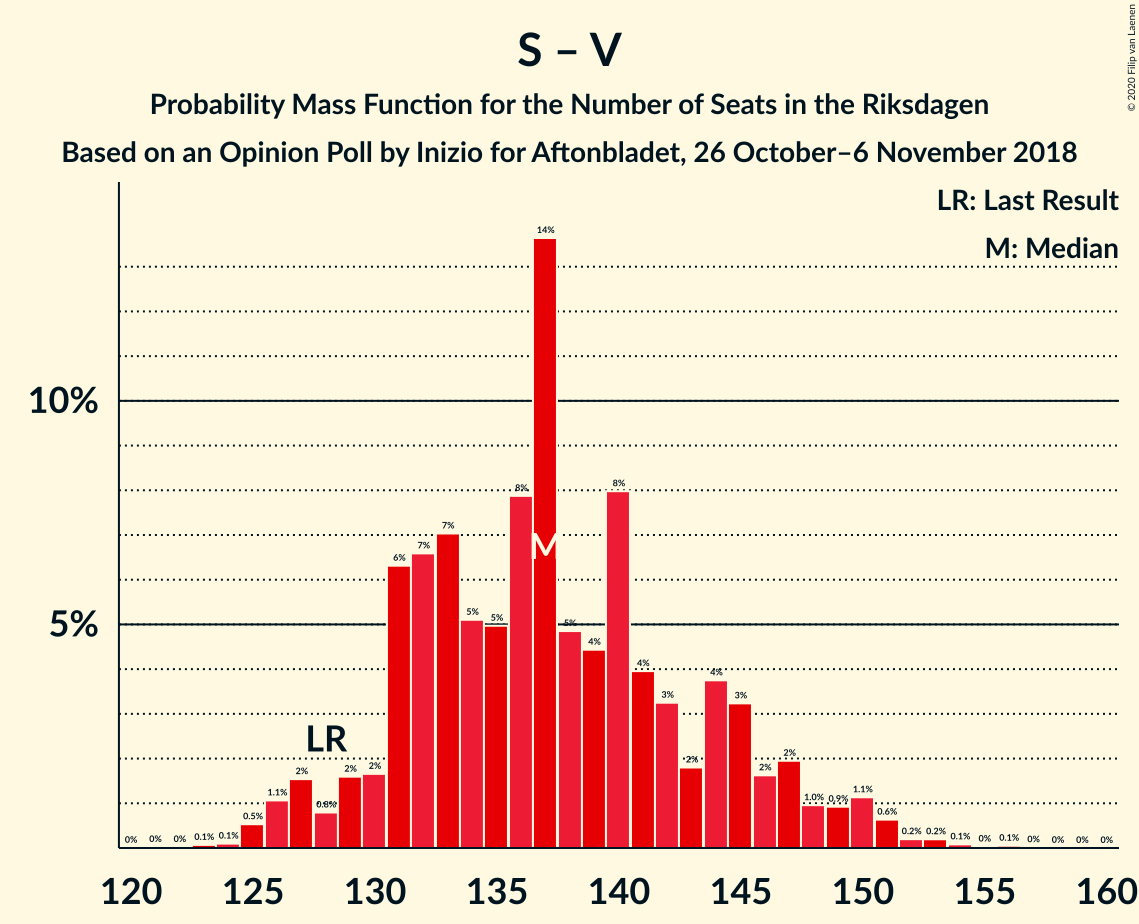 S – V
Probability Mass Function for the Number of Seats in the Riksdagen
Based on an Opinion Poll by Inizio for Aftonbladet, 26 October–6 November 2018
© 2020 Filip van Laenen
LR: Last Result
M: Median
10%
5%
0% 0% 0% 0.1% 0.1% 0.5% 1.1% 2% 0.8% 2% 2% 6% 7% 7% 5% 5% 8% 14% 5% 4% 8% 4% 3% 2% 4% 3% 2% 2% 1.0% 0.9% 1.1% 0.6% 0.2% 0.2% 0.1% 0% 0.1% 0% 0% 0% 0%
LR
M
120 125 130 135 140 145 150 155 160